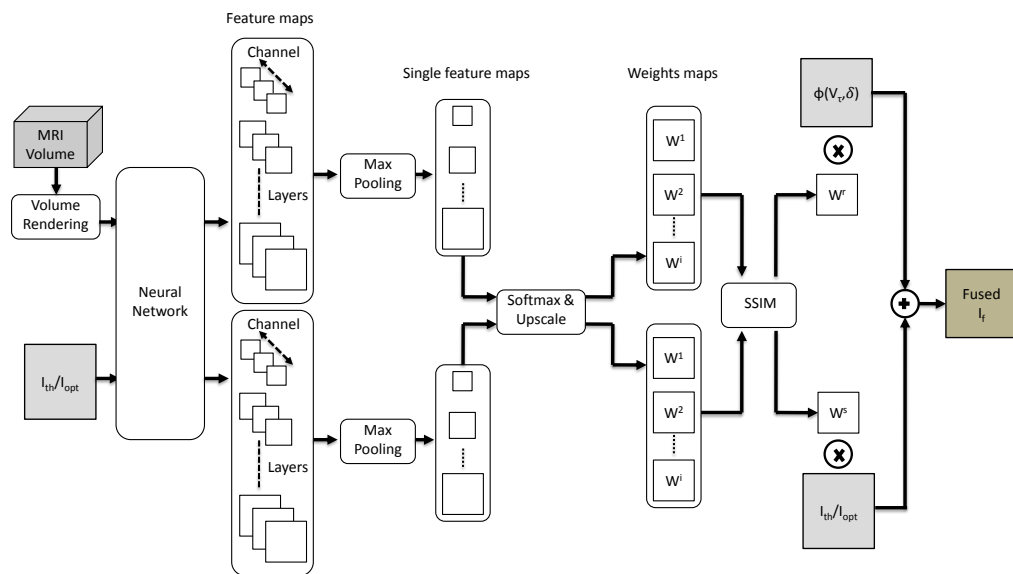 Feature maps
Channel
Layers
MRI
Volume
Volume
Rendering
Neural
Network
I_th/I_opt
Channel
Layers
Max
Pooling
Max
Pooling
Single feature maps
Softmax &
Upscale
Weights maps
W¹
W²
Wⁱ
W¹
W²
Wⁱ
SSIM
ϕ(V_τ,δ)
x
Wʳ
Wˢ
x
I_th/I_opt
+
Fused
I_f